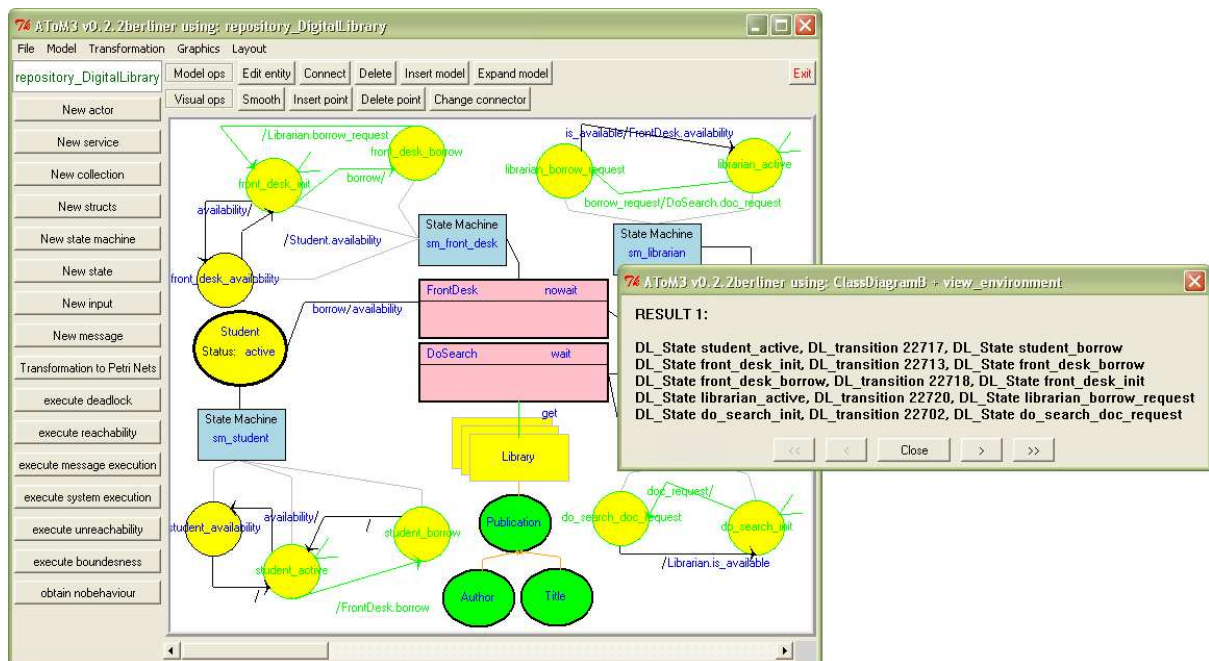 AToM3 v0.2.2berliner using: repository_DigitalLibrary
File Model Transformation Graphics Layout
repository_DigitalLibrary
Model ops Edit entity Connect Delete Insert model Expand model Exit
Visual ops Smooth Insert point Delete point Change connector
New actor
New service
New collection
New structs
New state machine
New state
New input
New message
Transformation to Petri Nets
execute deadlock
execute reachability
execute message execution
execute system execution
execute unreachability
execute boundesness
obtain nobehaviour
/Librarian.borrow_request
front_desk_borrow
front_desk_init
borrow/
availability/
/Student.availability
front_desk_availability
is_available/FrontDesk.availability
librarian_borrow_request
librarian_active
borrow_request/DoSearch.doc_request
State Machine
sm_front_desk
State Machine
sm_librarian
FrontDesk nowait
borrow/availability
Student
Status: active
DoSearch wait
State Machine
sm_student
get
Library
student_availability
availability/
/
student_borrow
student_active
/
/FrontDesk.borrow
Publication
Author
Title
doc_request/
do_search_doc_request
do_search_init
/Librarian.is_available
AToM3 v0.2.2berliner using: ClassDiagramB + view_environment
RESULT 1:
DL_State student_active, DL_transition 22717, DL_State student_borrow
DL_State front_desk_init, DL_transition 22713, DL_State front_desk_borrow
DL_State front_desk_borrow, DL_transition 22718, DL_State front_desk_init
DL_State librarian_active, DL_transition 22720, DL_State librarian_borrow_request
DL_State do_search_init, DL_transition 22702, DL_State do_search_doc_request
<< < Close > >>